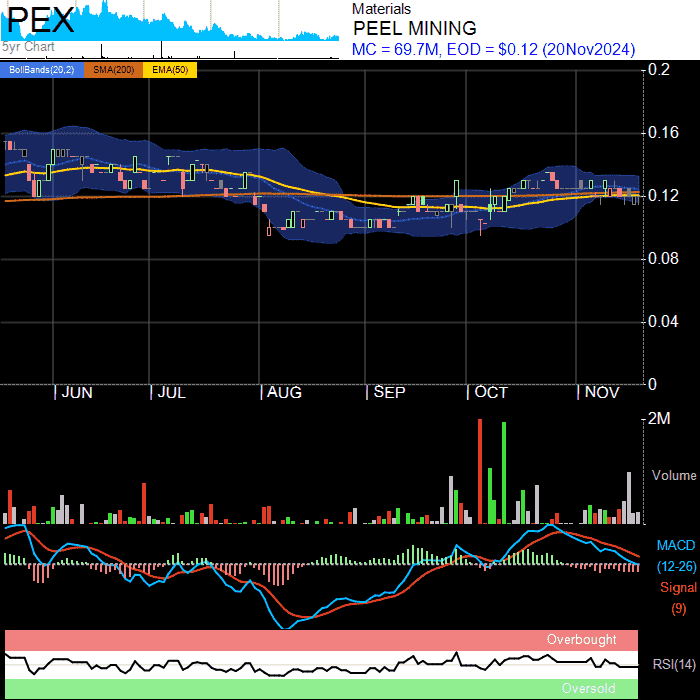 PEX
5yr Chart
Materials
PEEL MINING
MC = 69.7M, EOD = $0.12 (20Nov2024)
BollBands(20,2) SMA(200) EMA(50)
0.2
0.16
0.12
0.08
0.04
0
JUN JUL AUG SEP OCT NOV
2M
Volume
MACD
(12-26)
Signal
(9)
Overbought
RSI(14)
Oversold